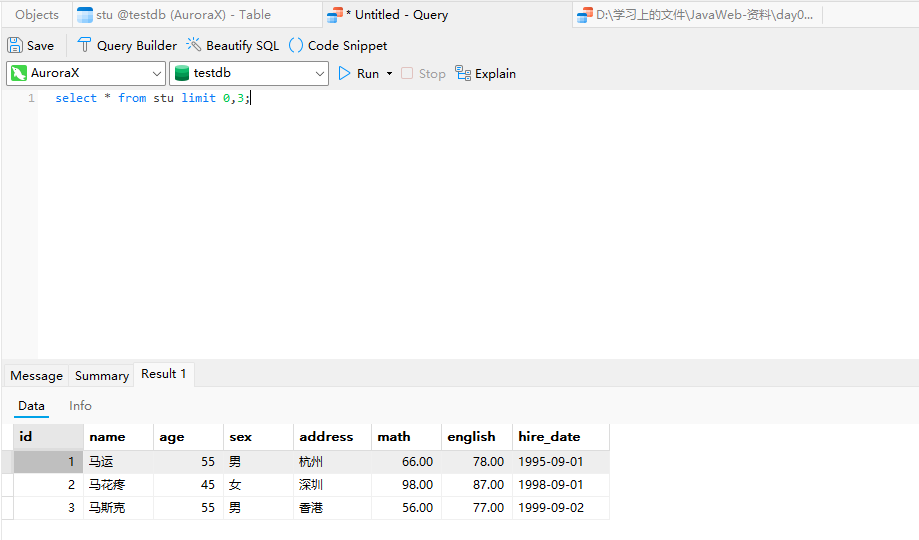 Objects stu @testdb (AuroraX) - Table * Untitled - Query D:\学习上的文件\JavaWeb-资料\day0...
Save Query Builder Beautify SQL () Code Snippet
AuroraX testdb Run Stop Explain
1 select * from stu limit 0,3;
Message Summary Result 1
Data Info
id name age sex address math english hire_date
1 马运 55 男 杭州 66.00 78.00 1995-09-01
2 马花疼 45 女 深圳 98.00 87.00 1998-09-01
3 马斯克 55 男 香港 56.00 77.00 1999-09-02